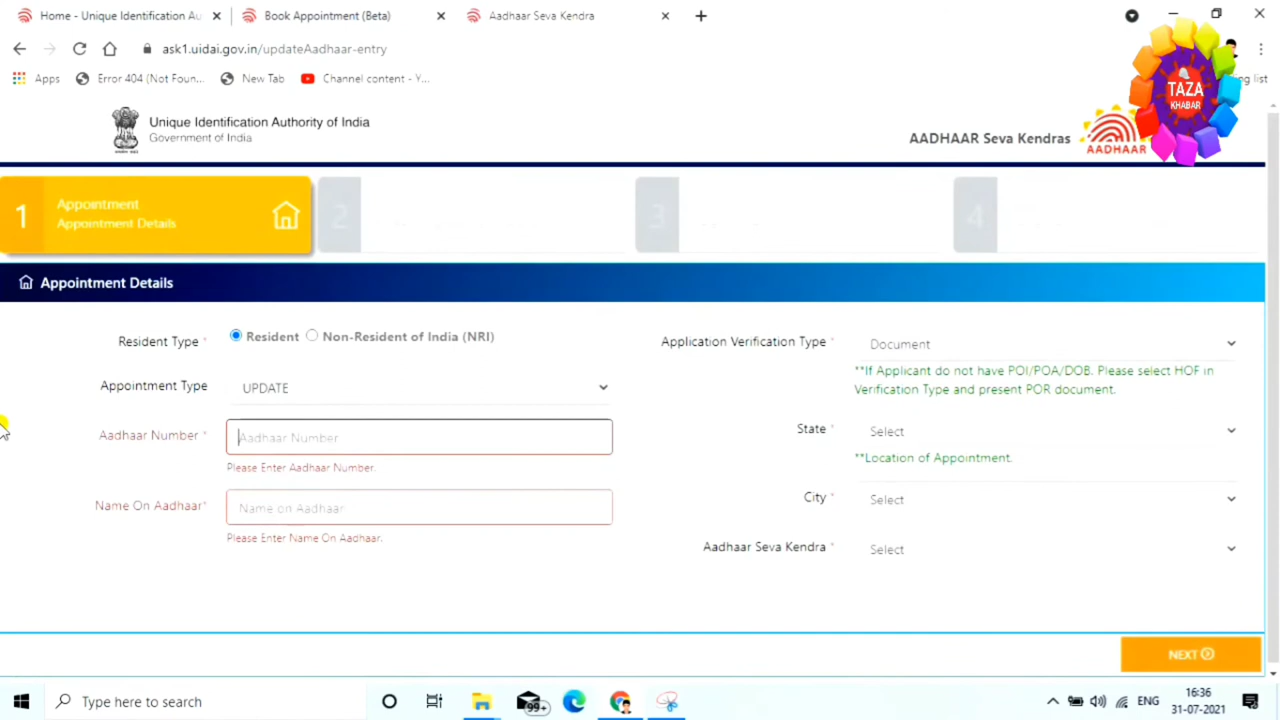 Home - Unique Identification Au
Book Appointment (Beta)
Aadhaar Seva Kendra
ask1.uidai.gov.in/updateAadhaar-entry
Apps
Error 404 (Not Foun...
New Tab
Channel content - Y...
ng list
TAZA
KHABAR
Unique Identification Authority of India
Government of India
AADHAAR Seva Kendras
AADHAAR
1
Appointment
Appointment Details
2
3
4
Appointment Details
Resident Type *
Resident
Non-Resident of India (NRI)
Application Verification Type *
Document
**If Applicant do not have POI/POA/DOB. Please select HOF in
Verification Type and present POR document.
Appointment Type
UPDATE
Aadhaar Number *
Aadhaar Number
Please Enter Aadhaar Number.
State *
Select
**Location of Appointment.
Name On Aadhaar*
Name on Aadhaar
Please Enter Name On Aadhaar.
City *
Select
Aadhaar Seva Kendra *
Select
NEXT
Type here to search
99+
ENG
16:36
31-07-2021